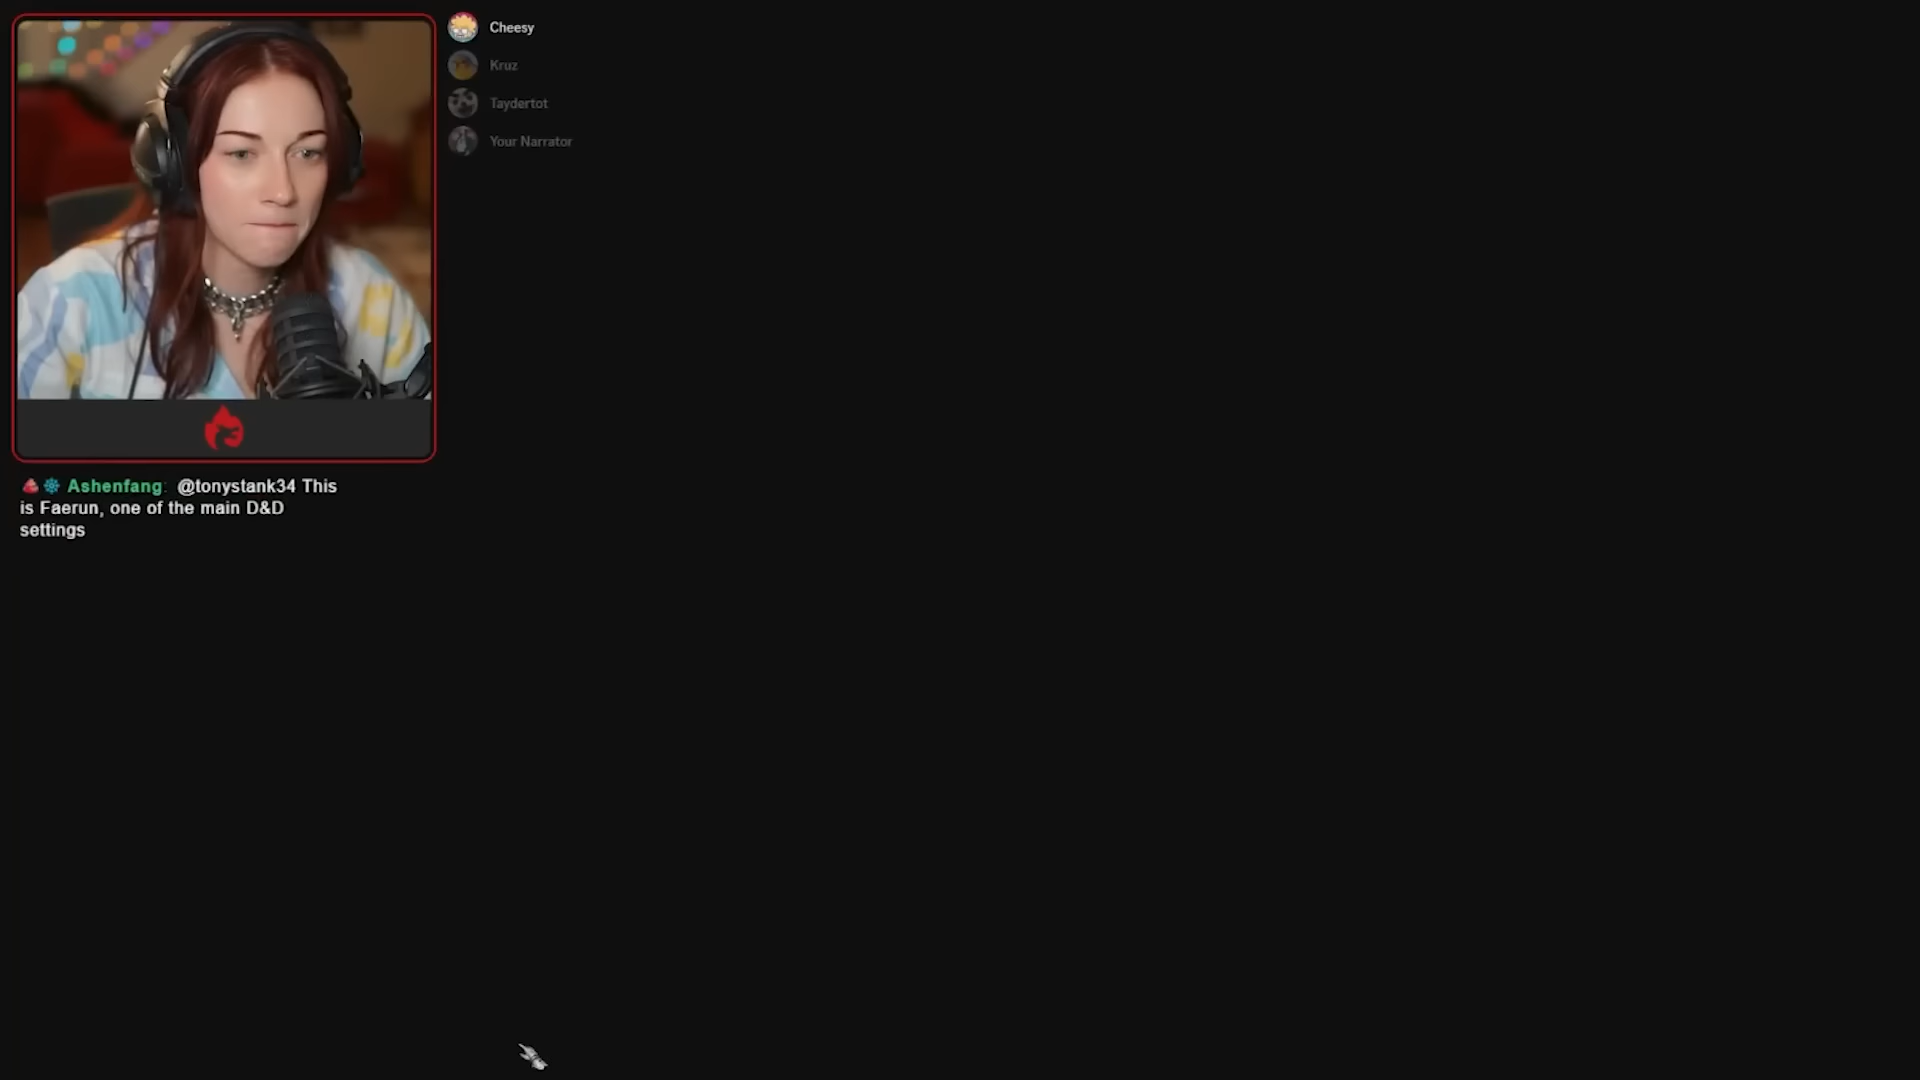 Cheesy
Kruz
Taydertot
Your Narrator
Ashenfang: @tonystank34 This
is Faerun, one of the main D&D
settings